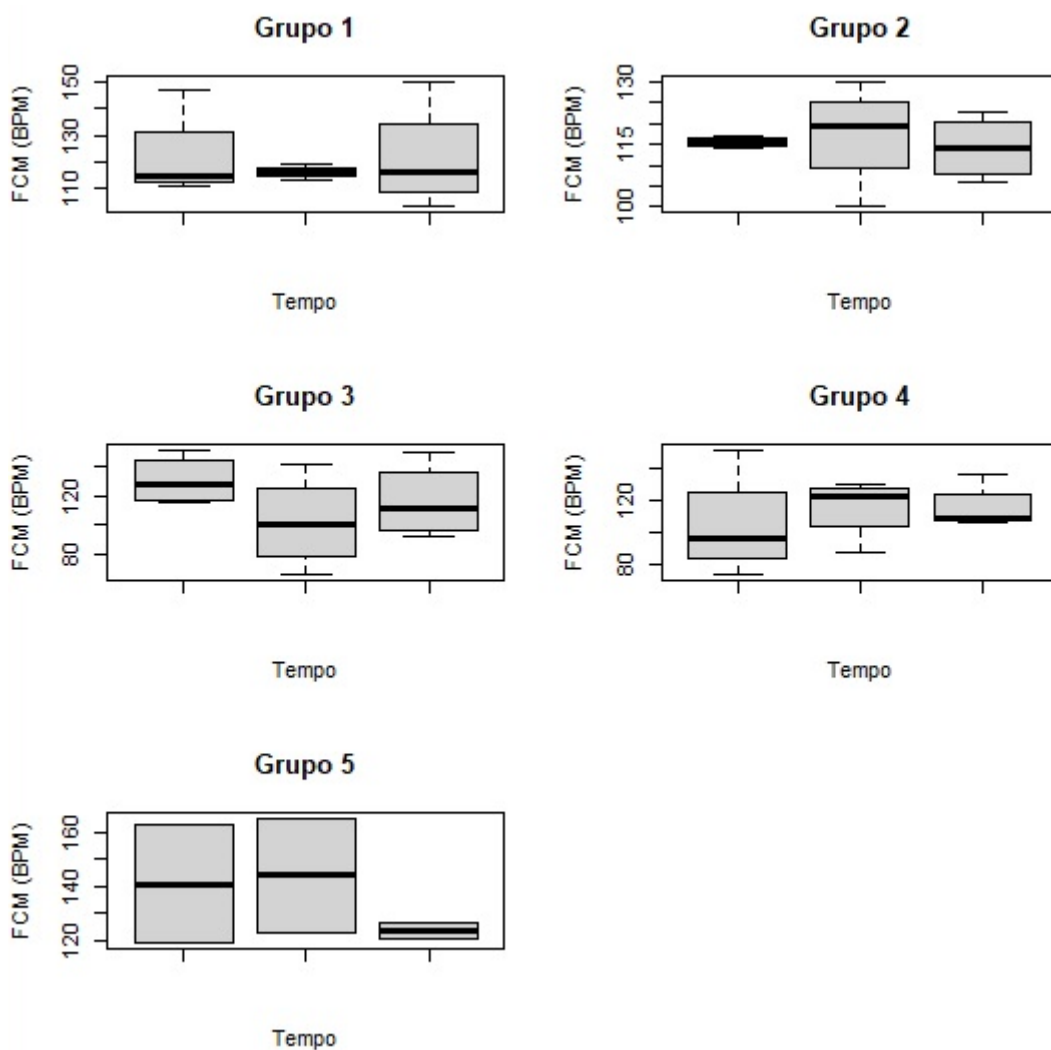 Grupo 1
FCM (BPM)
150
130
110
Tempo
Grupo 2
FCM (BPM)
130
115
100
Tempo
Grupo 3
FCM (BPM)
120
80
Tempo
Grupo 4
FCM (BPM)
120
80
Tempo
Grupo 5
FCM (BPM)
160
140
120
Tempo